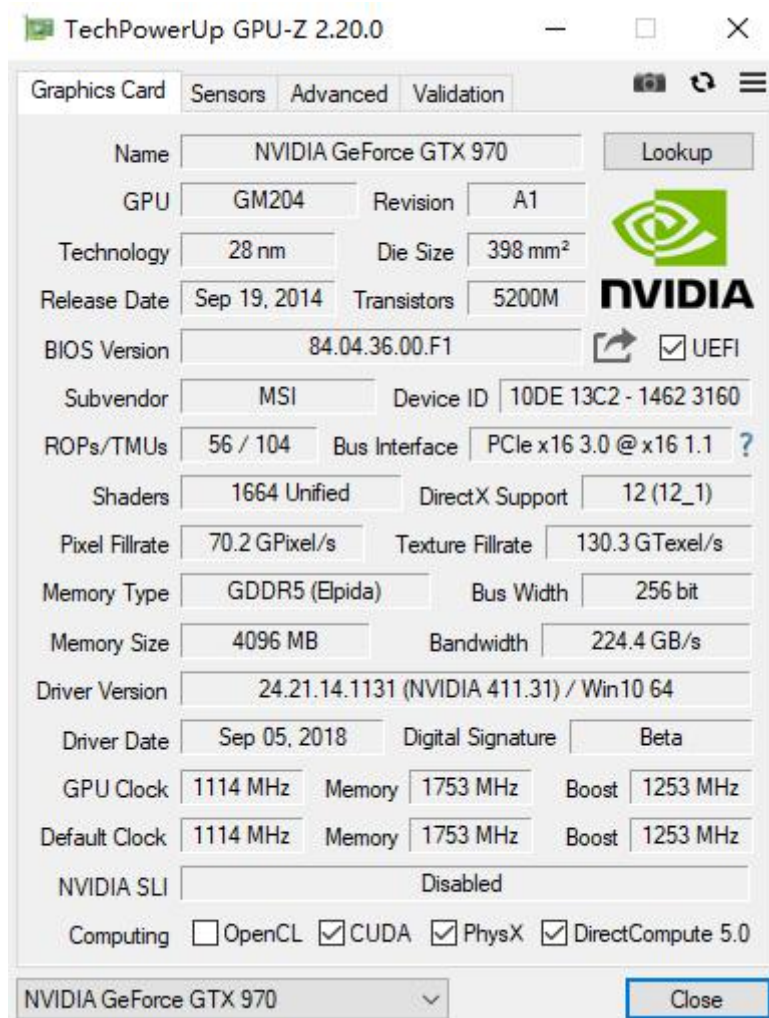 TechPowerUp GPU-Z 2.20.0
Graphics Card Sensors Advanced Validation
Name NVIDIA GeForce GTX 970 Lookup
GPU GM204 Revision A1
Technology 28 nm Die Size 398 mm²
Release Date Sep 19, 2014 Transistors 5200M
NVIDIA
BIOS Version 84.04.36.00.F1 UEFI
Subvendor MSI Device ID 10DE 13C2 - 1462 3160
ROPs/TMUs 56 / 104 Bus Interface PCIe x16 3.0 @ x16 1.1 ?
Shaders 1664 Unified DirectX Support 12 (12_1)
Pixel Fillrate 70.2 GPixel/s Texture Fillrate 130.3 GTexel/s
Memory Type GDDR5 (Elpida) Bus Width 256 bit
Memory Size 4096 MB Bandwidth 224.4 GB/s
Driver Version 24.21.14.1131 (NVIDIA 411.31) / Win10 64
Driver Date Sep 05, 2018 Digital Signature Beta
GPU Clock 1114 MHz Memory 1753 MHz Boost 1253 MHz
Default Clock 1114 MHz Memory 1753 MHz Boost 1253 MHz
NVIDIA SLI Disabled
Computing OpenCL CUDA PhysX DirectCompute 5.0
NVIDIA GeForce GTX 970 Close